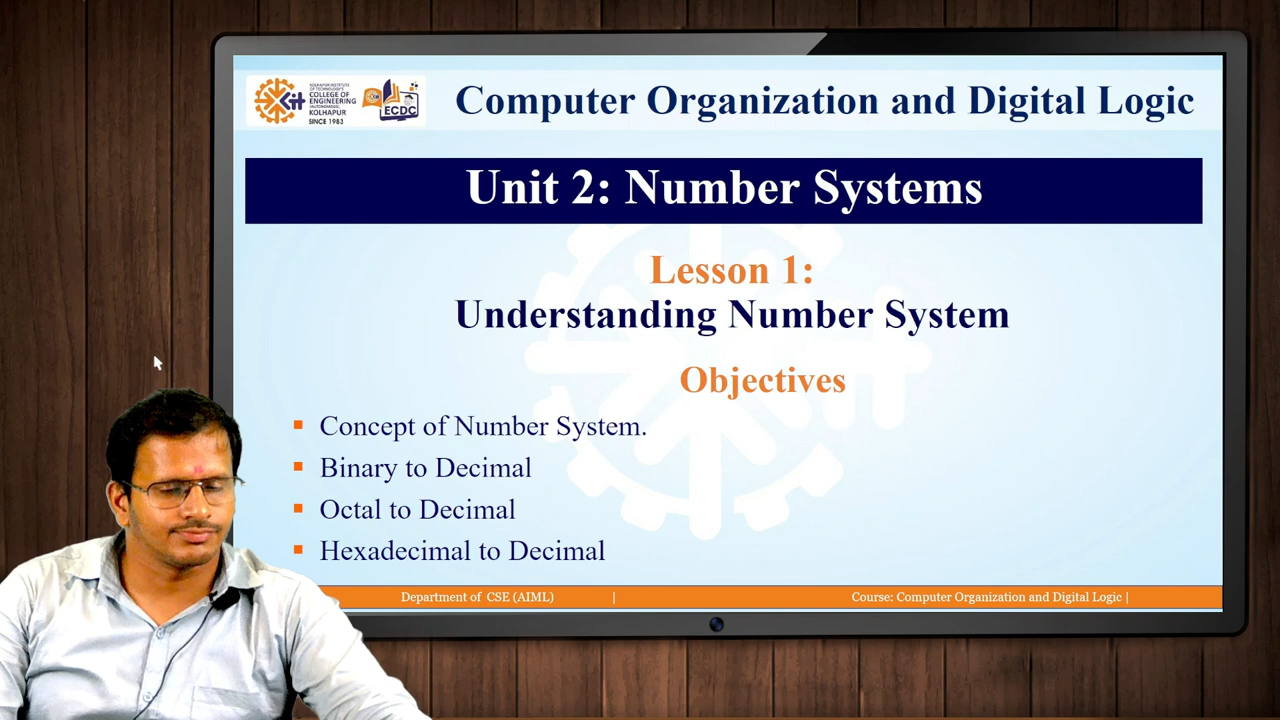 KOLHAPUR INSTITUTE
OF TECHNOLOGY'S
COLLEGE OF
ENGINEERING
KOLHAPUR
SINCE 1983
ECDC
Computer Organization and Digital Logic
Unit 2: Number Systems
Lesson 1:
Understanding Number System
Objectives
▪ Concept of Number System.
▪ Binary to Decimal
▪ Octal to Decimal
▪ Hexadecimal to Decimal
Department of CSE (AIML) |
Course: Computer Organization and Digital Logic |